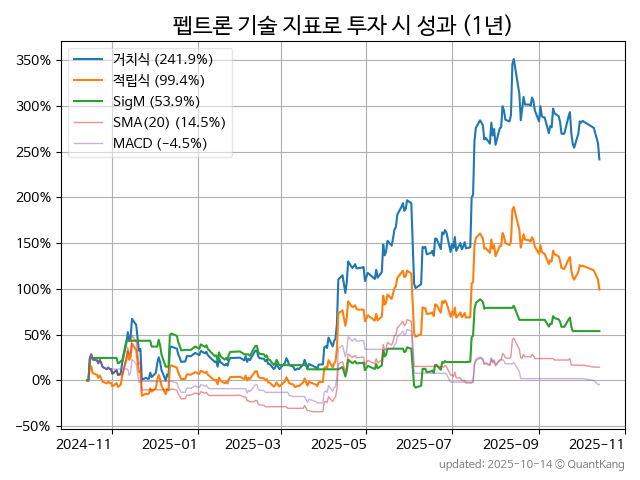 펩트론 기술 지표로 투자 시 성과 (1년)
거치식 (241.9%)
적립식 (99.4%)
SigM (53.9%)
SMA(20) (14.5%)
MACD (−4.5%)
350%
300%
250%
200%
150%
100%
50%
0%
−50%
2024-11 2025-01 2025-03 2025-05 2025-07 2025-09 2025-11
updated: 2025-10-14 © QuantKang